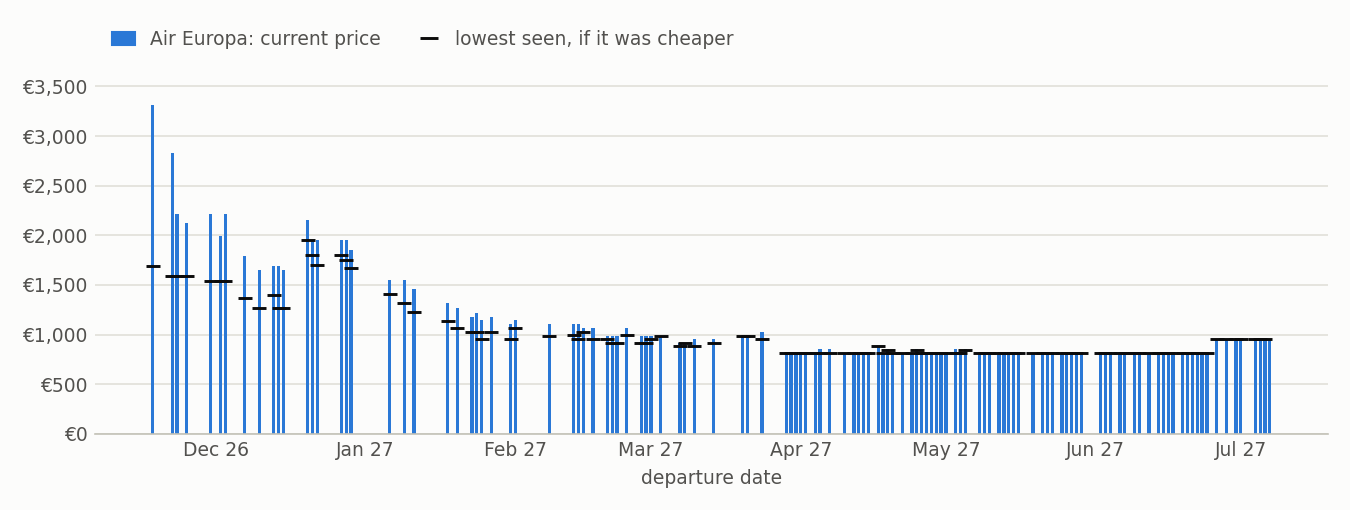 Air Europa: current price
lowest seen, if it was cheaper
€3,500
€3,000
€2,500
€2,000
€1,500
€1,000
€500
€0
Dec 26 Jan 27 Feb 27 Mar 27 Apr 27 May 27 Jun 27 Jul 27
departure date